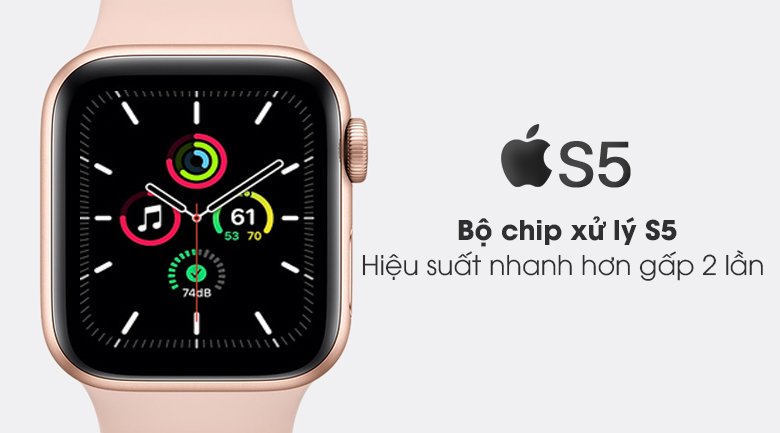 61
53 70
74dB
S5
Bộ chip xử lý S5
Hiệu suất nhanh hơn gấp 2 lần